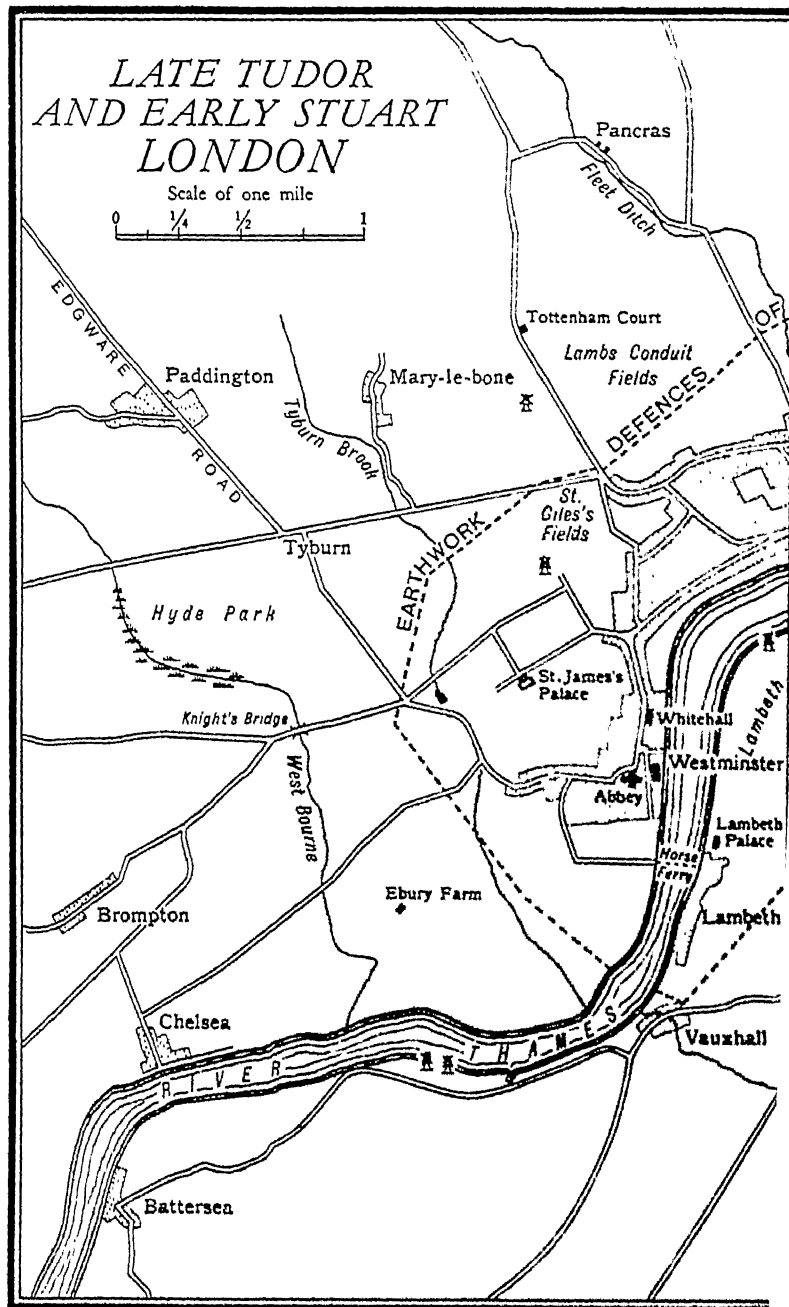 LATE TUDOR
AND EARLY STUART
LONDON
Scale of one mile
0 1/4 1/2 1
Pancras
Fleet Ditch
EDGWARE ROAD
Tottenham Court
Lambs Conduit
Fields
Paddington
Mary-le-bone
Tyburn Brook
EARTHWORK DEFENCES OF
St.
Giles's
Fields
Tyburn
Hyde Park
St. James's
Palace
Knight's Bridge
Whitehall
Lambeth
West Bourne
Westminster
Abbey
Lambeth
Palace
Horse
Ferry
Ebury Farm
Brompton
Lambeth
Chelsea
RIVER THAMES
Vauxhall
Battersea